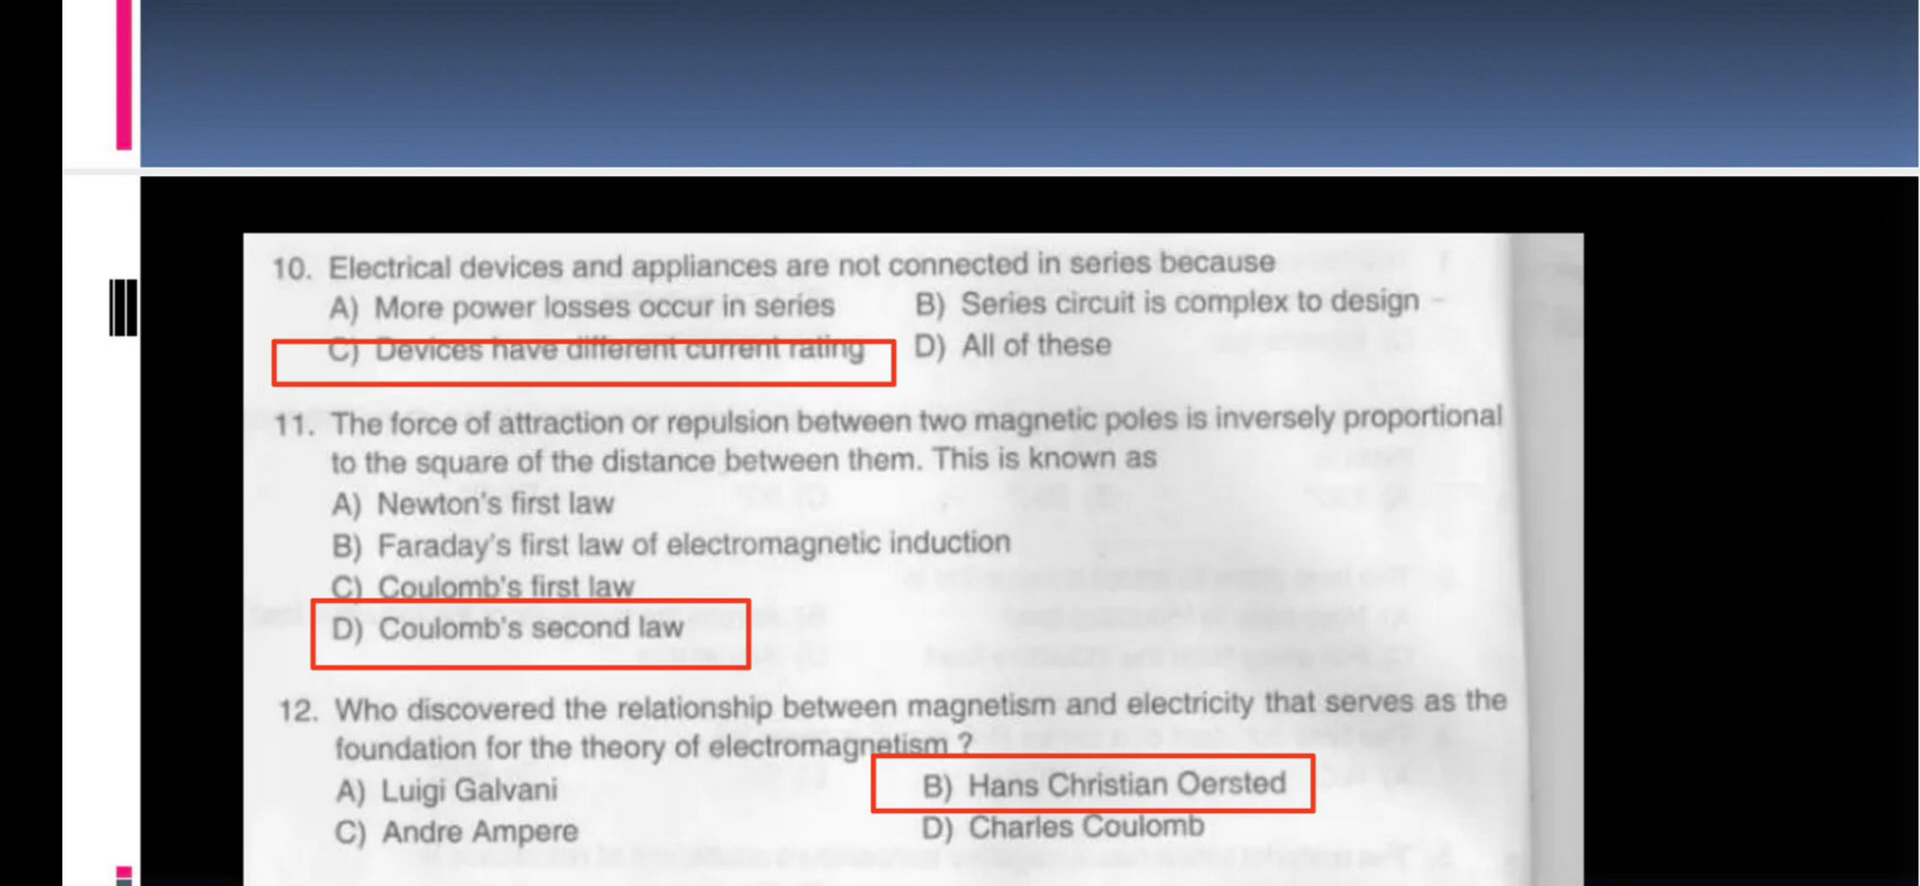 10. Electrical devices and appliances are not connected in series because
A) More power losses occur in series B) Series circuit is complex to design
C) Devices have different current rating D) All of these
11. The force of attraction or repulsion between two magnetic poles is inversely proportional
to the square of the distance between them. This is known as
A) Newton's first law
B) Faraday's first law of electromagnetic induction
C) Coulomb's first law
D) Coulomb's second law
12. Who discovered the relationship between magnetism and electricity that serves as the
foundation for the theory of electromagnetism ?
A) Luigi Galvani B) Hans Christian Oersted
C) Andre Ampere D) Charles Coulomb